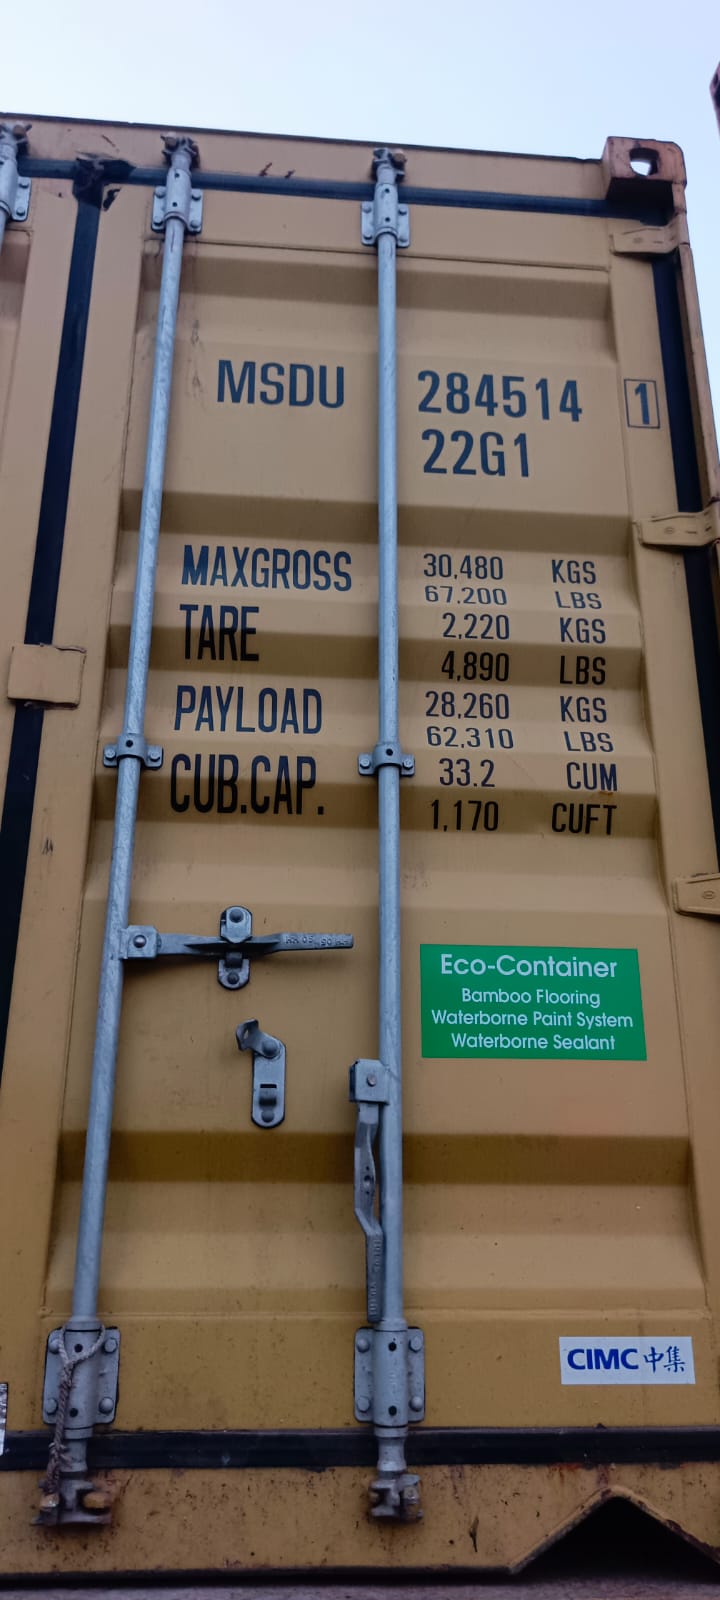 MSDU 284514 1
22G1
MAXGROSS 30,480 KGS
67,200 LBS
TARE 2,220 KGS
4,890 LBS
PAYLOAD 28,260 KGS
62,310 LBS
CUB.CAP. 33.2 CUM
1,170 CUFT
Eco-Container
Bamboo Flooring
Waterborne Paint System
Waterborne Sealant
CIMC 中集